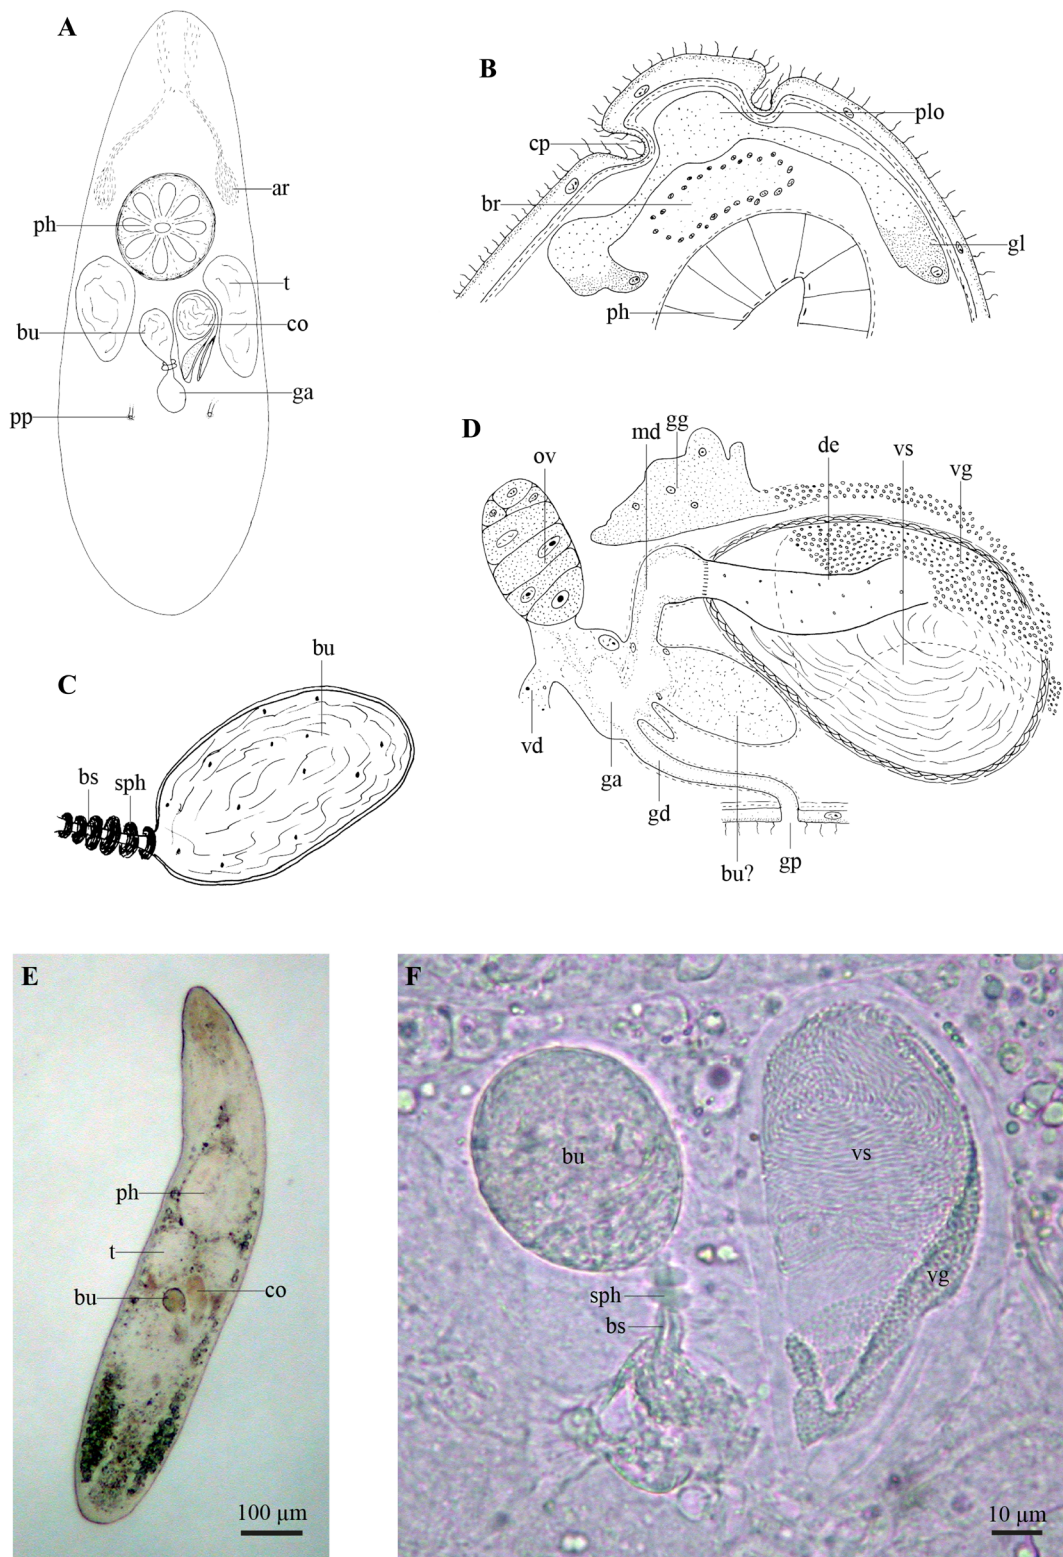 A
ar
ph
t
bu
co
ga
pp
B
cp
plo
br
gl
ph
C
bu
bs
sph
D
ov
md
gg
de
vs
vg
vd
ga
gd
bu?
gp
E
ph
t
bu
co
100 µm
F
bu
vs
sph
vg
bs
10 µm